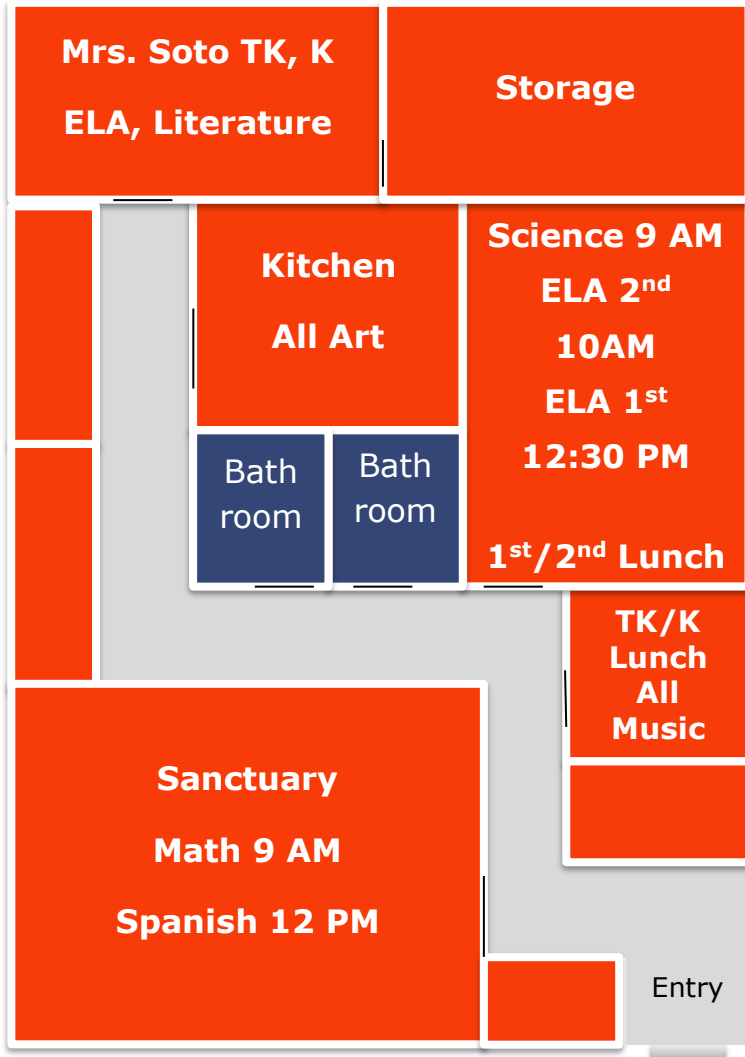 Mrs. Soto TK, K
ELA, Literature
Storage
Kitchen
All Art
Science 9 AM
ELA 2nd
10AM
ELA 1st
12:30 PM
1st/2nd Lunch
Bath
room
Bath
room
TK/K
Lunch
All
Music
Sanctuary
Math 9 AM
Spanish 12 PM
Entry